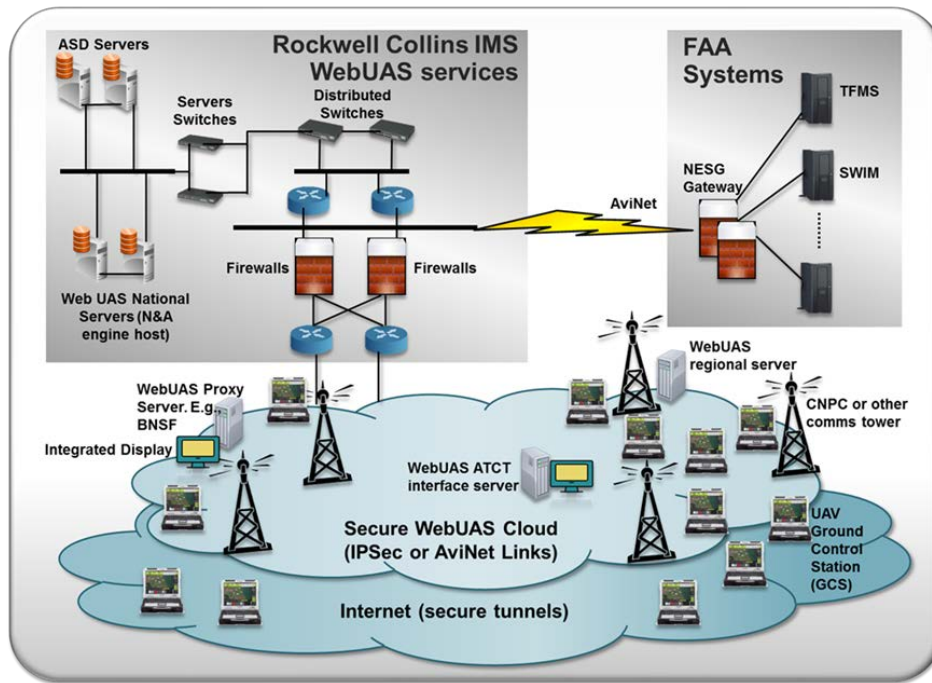 ASD Servers
Rockwell Collins IMS
WebUAS services
Servers
Switches
Distributed
Switches
Firewalls
Firewalls
Web UAS National
Servers (N&A
engine host)
AviNet
FAA
Systems
TFMS
NESG
Gateway
SWIM
WebUAS
regional server
WebUAS Proxy
Server. E.g.
BNSF
Integrated Display
CNPC or other
comms tower
WebUAS ATCT
interface server
UAV
Ground
Control
Station
(GCS)
Secure WebUAS Cloud
(IPSec or AviNet Links)
Internet (secure tunnels)